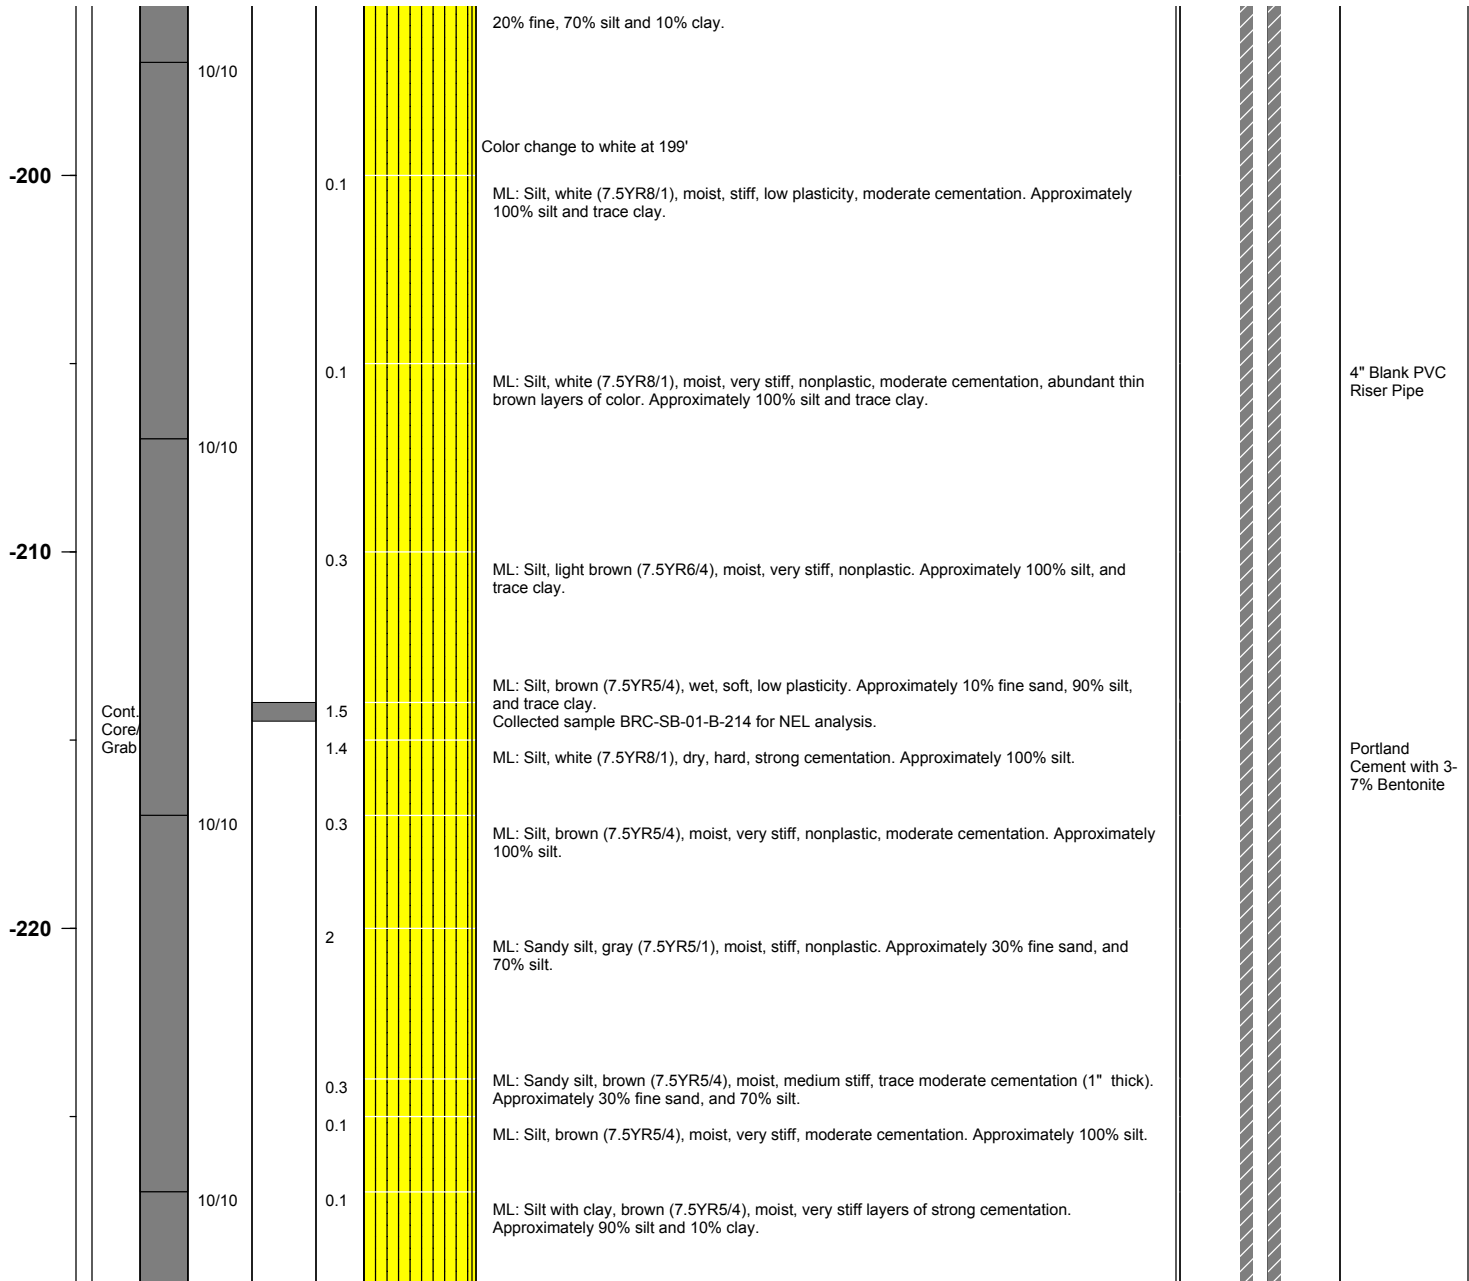 20% fine, 70% silt and 10% clay.
10/10
Color change to white at 199'
-200
0.1
ML: Silt, white (7.5YR8/1), moist, stiff, low plasticity, moderate cementation. Approximately
100% silt and trace clay.
0.1
ML: Silt, white (7.5YR8/1), moist, very stiff, nonplastic, moderate cementation, abundant thin
brown layers of color. Approximately 100% silt and trace clay.
4" Blank PVC
Riser Pipe
10/10
-210
0.3
ML: Silt, light brown (7.5YR6/4), moist, very stiff, nonplastic. Approximately 100% silt, and
trace clay.
ML: Silt, brown (7.5YR5/4), wet, soft, low plasticity. Approximately 10% fine sand, 90% silt,
and trace clay.
Collected sample BRC-SB-01-B-214 for NEL analysis.
Cont.
Core/
Grab
1.5
1.4
ML: Silt, white (7.5YR8/1), dry, hard, strong cementation. Approximately 100% silt.
Portland
Cement with 3-
7% Bentonite
10/10
0.3
ML: Silt, brown (7.5YR5/4), moist, very stiff, nonplastic, moderate cementation. Approximately
100% silt.
-220
2
ML: Sandy silt, gray (7.5YR5/1), moist, stiff, nonplastic. Approximately 30% fine sand, and
70% silt.
0.3
ML: Sandy silt, brown (7.5YR5/4), moist, medium stiff, trace moderate cementation (1" thick).
Approximately 30% fine sand, and 70% silt.
0.1
ML: Silt, brown (7.5YR5/4), moist, very stiff, moderate cementation. Approximately 100% silt.
10/10
0.1
ML: Silt with clay, brown (7.5YR5/4), moist, very stiff layers of strong cementation.
Approximately 90% silt and 10% clay.